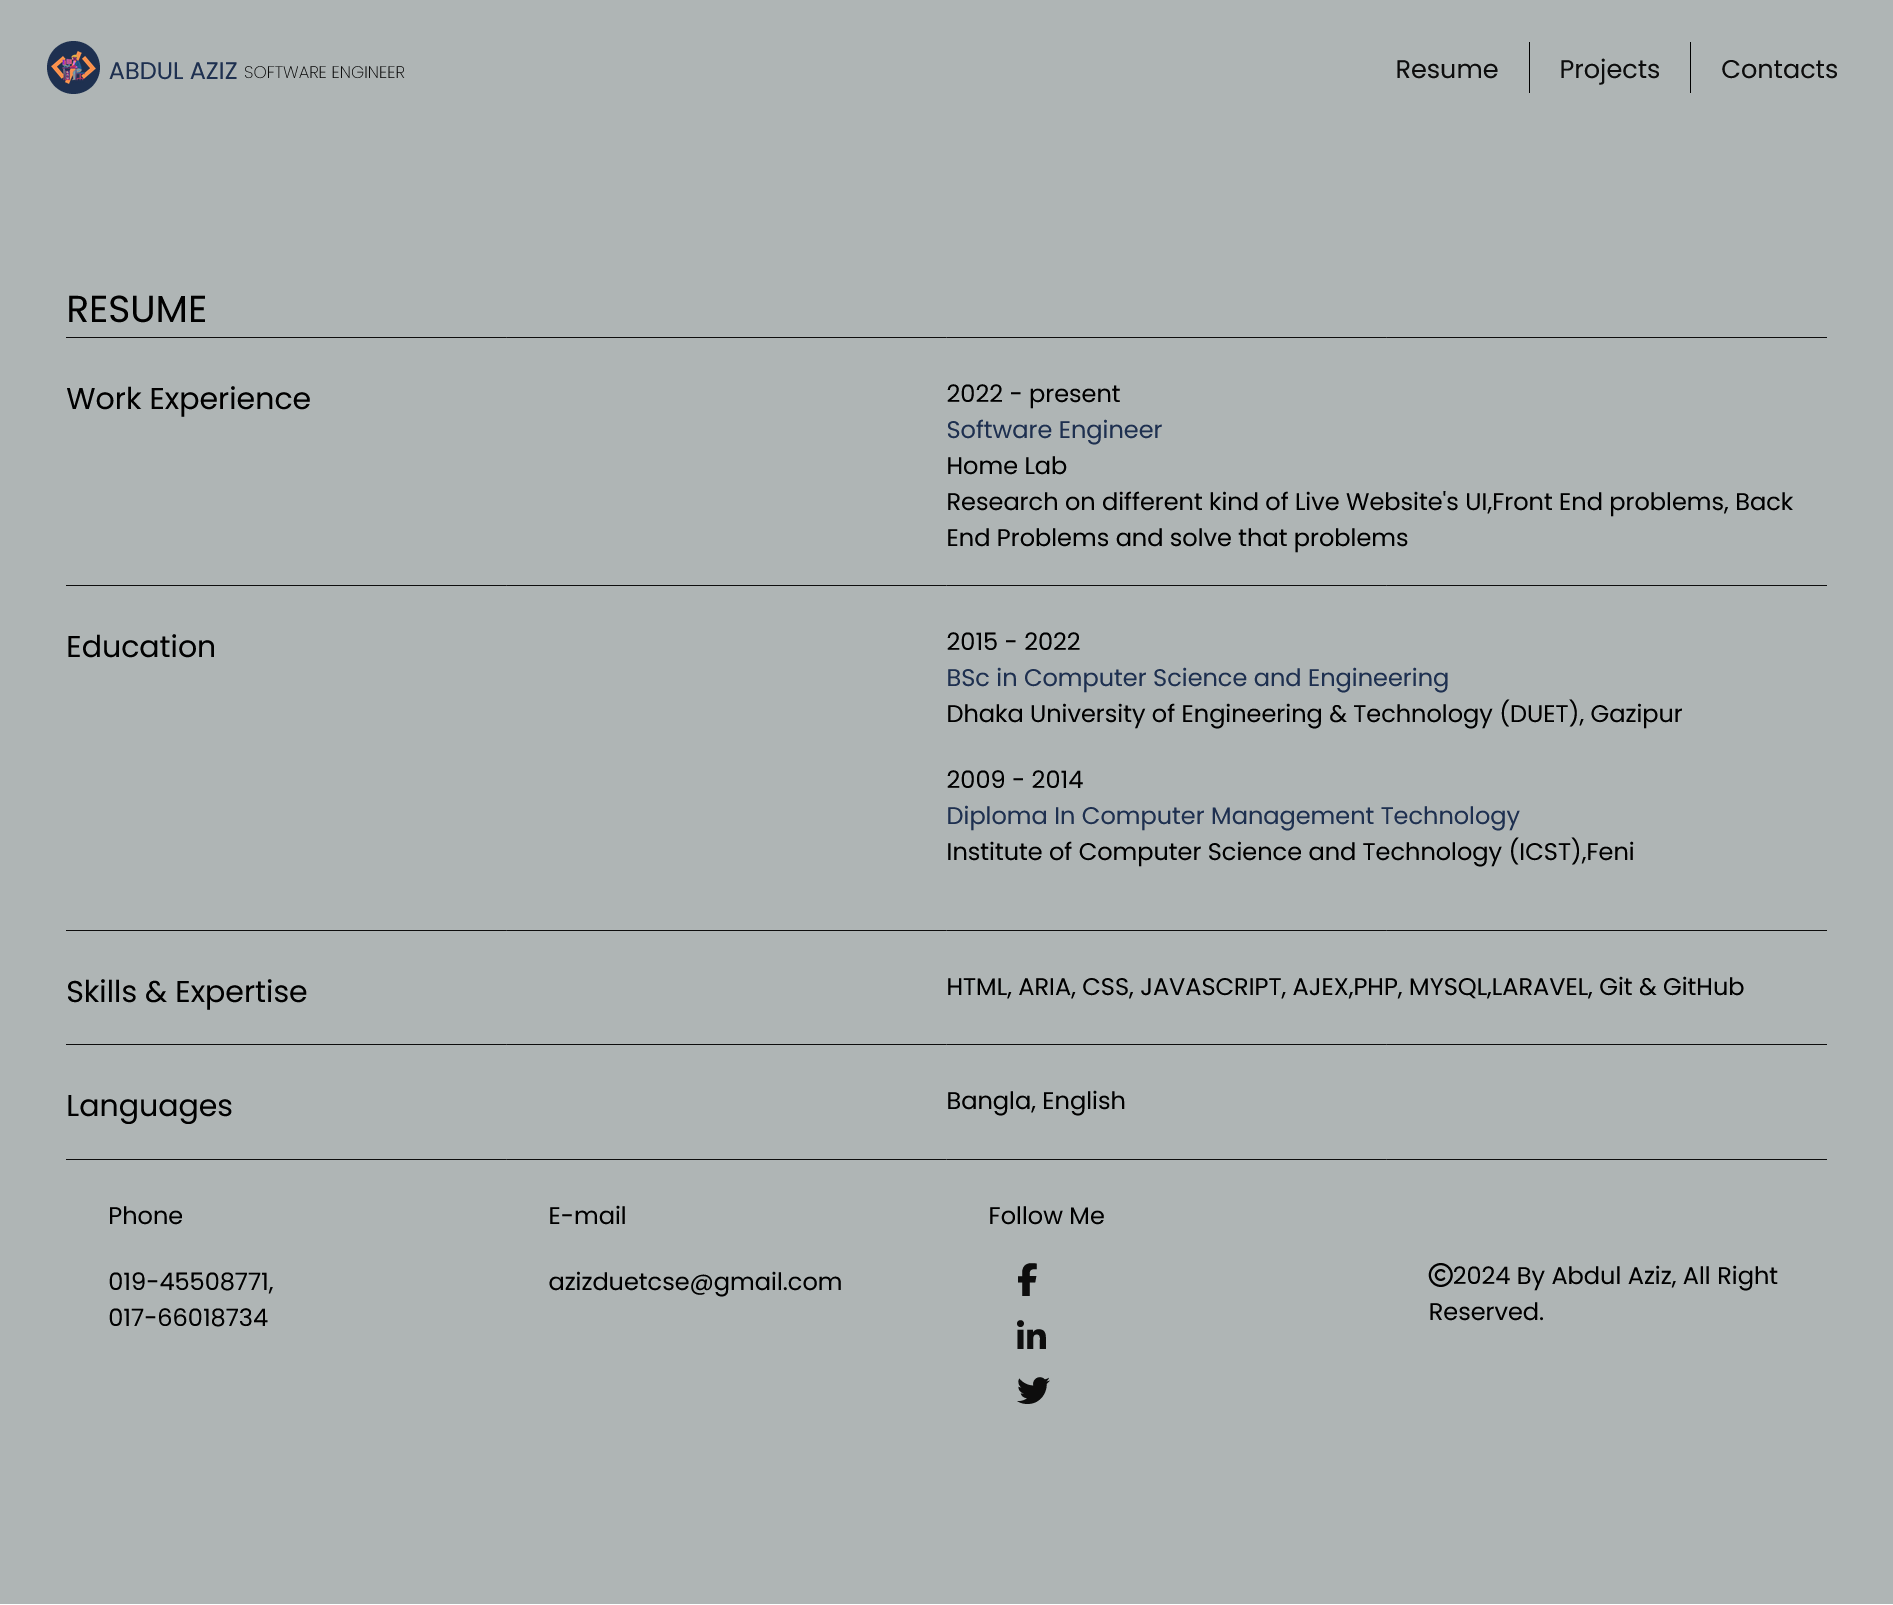 ABDUL AZIZ SOFTWARE ENGINEER
Resume
Projects
Contacts
RESUME
Work Experience
2022 - present
Software Engineer
Home Lab
Research on different kind of Live Website's UI,Front End problems, Back
End Problems and solve that problems
Education
2015 - 2022
BSc in Computer Science and Engineering
Dhaka University of Engineering & Technology (DUET), Gazipur
2009 - 2014
Diploma In Computer Management Technology
Institute of Computer Science and Technology (ICST),Feni
Skills & Expertise
HTML, ARIA, CSS, JAVASCRIPT, AJEX,PHP, MYSQL,LARAVEL, Git & GitHub
Languages
Bangla, English
Phone
019-45508771,
017-66018734
E-mail
azizduetcse@gmail.com
Follow Me
©2024 By Abdul Aziz, All Right
Reserved.